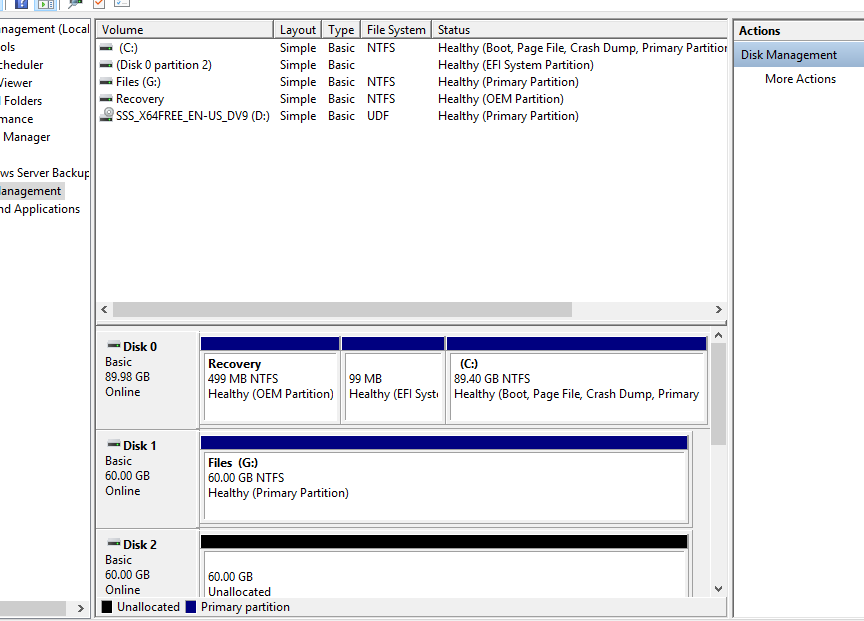 anagement (Local
ols
cheduler
Viewer
l Folders
mance
Manager
ws Server Backup
lanagement
nd Applications
Volume Layout Type File System Status
(C:) Simple Basic NTFS Healthy (Boot, Page File, Crash Dump, Primary Partition
(Disk 0 partition 2) Simple Basic Healthy (EFI System Partition)
Files (G:) Simple Basic NTFS Healthy (Primary Partition)
Recovery Simple Basic NTFS Healthy (OEM Partition)
SSS_X64FREE_EN-US_DV9 (D:) Simple Basic UDF Healthy (Primary Partition)
Disk 0
Basic
89.98 GB
Online
Recovery
499 MB NTFS
Healthy (OEM Partition)
99 MB
Healthy (EFI Syste
(C:)
89.40 GB NTFS
Healthy (Boot, Page File, Crash Dump, Primary
Disk 1
Basic
60.00 GB
Online
Files (G:)
60.00 GB NTFS
Healthy (Primary Partition)
Disk 2
Basic
60.00 GB
Online
60.00 GB
Unallocated
Unallocated Primary partition
Actions
Disk Management
More Actions